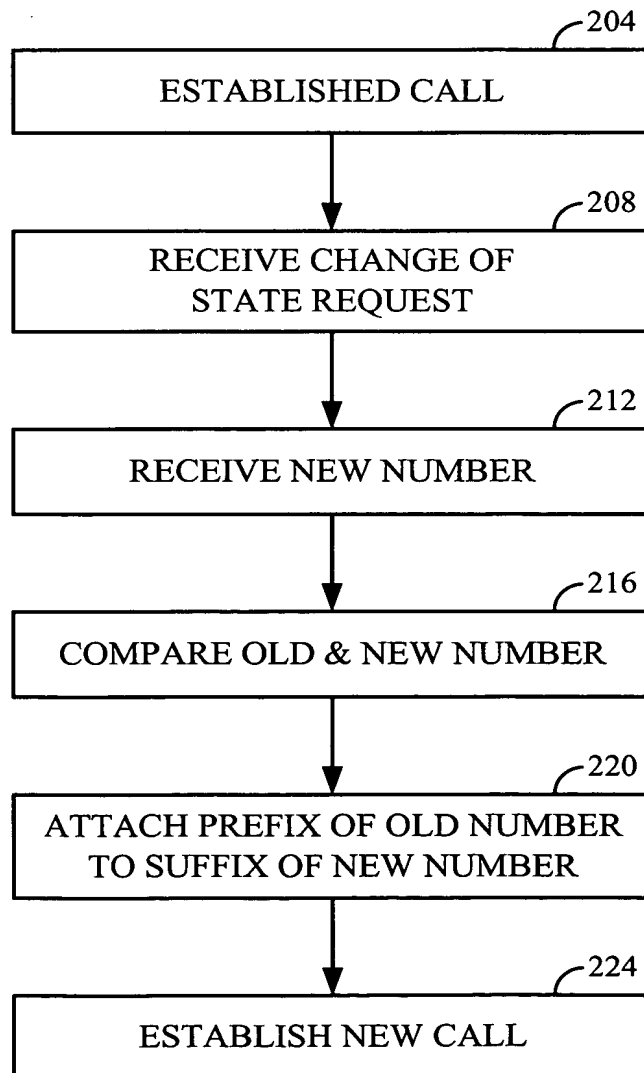 204
ESTABLISHED CALL
208
RECEIVE CHANGE OF
STATE REQUEST
212
RECEIVE NEW NUMBER
216
COMPARE OLD & NEW NUMBER
220
ATTACH PREFIX OF OLD NUMBER
TO SUFFIX OF NEW NUMBER
224
ESTABLISH NEW CALL